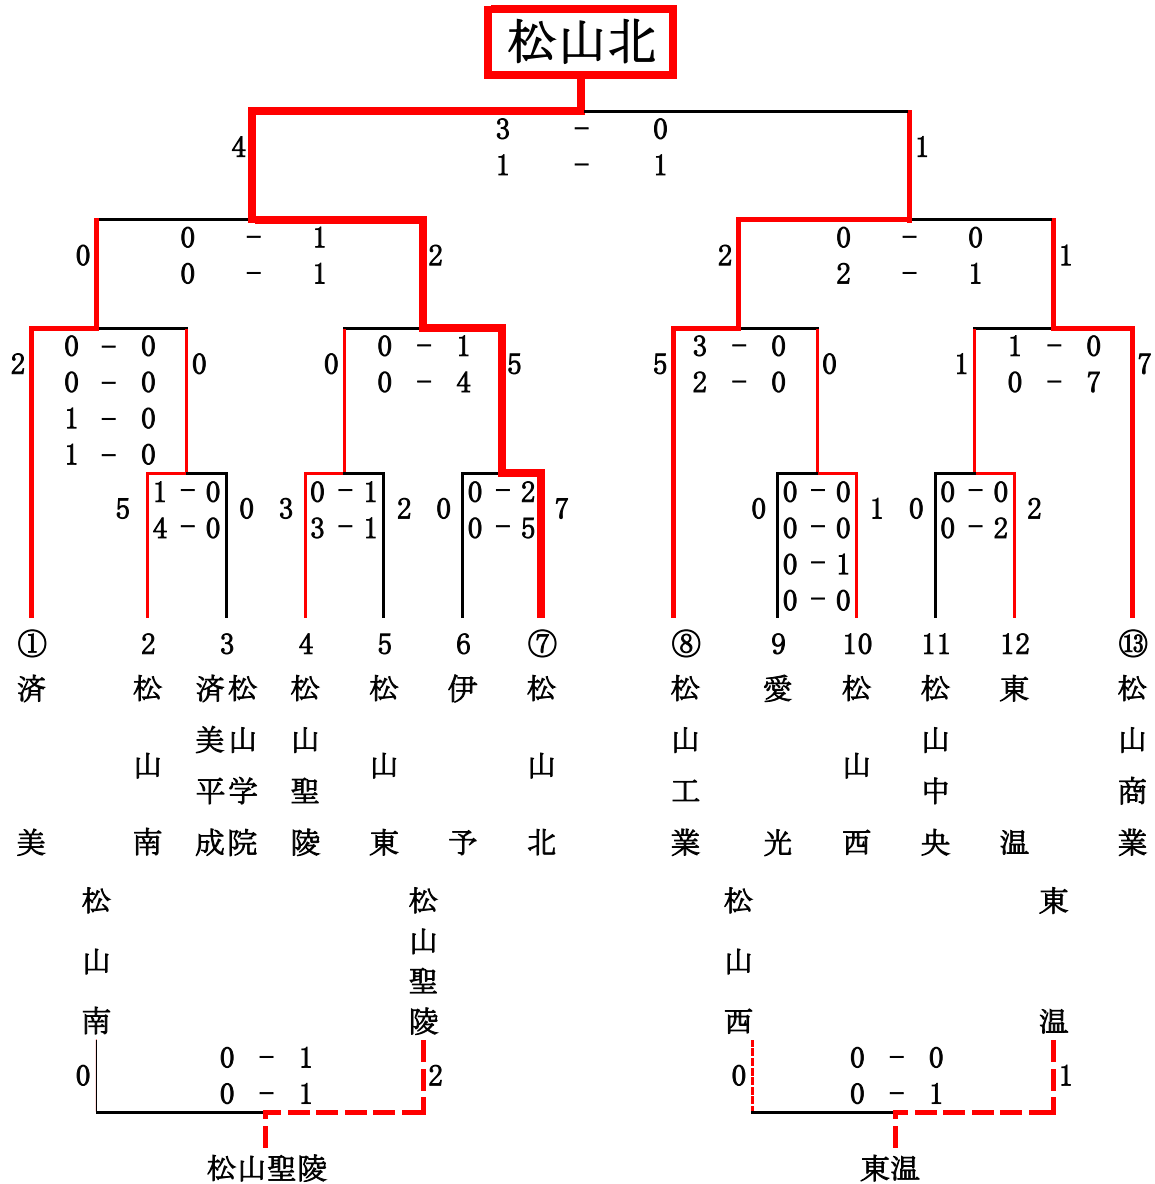 松山北
3 - 0
4 1
1 - 1
0 - 1 0 - 0
0 2 2 1
0 - 1 2 - 1
0 - 0 0 - 1 3 - 0 1 - 0
2 0 0 5 5 0 1 7
0 - 0 0 - 4 2 - 0 0 - 7
1 - 0
1 - 0
1 - 0 0 - 1 0 - 2 0 - 0 0 - 0
5 0 3 2 0 7 0 1 0 2
4 - 0 3 - 1 0 - 5 0 - 0 0 - 2
0 - 1
0 - 0
① 2 3 4 5 6 ⑦ ⑧ 9 10 11 12 ⑬
済美
松山南
松山学院
済美平成
松山聖陵
松山東
伊予
松山北
松山工業
愛光
松山西
松山中央
東温
松山商業
松山南
松山聖陵
松山西
東温
0 - 1 0 - 0
0 2 0 1
0 - 1 0 - 1
松山聖陵 東温